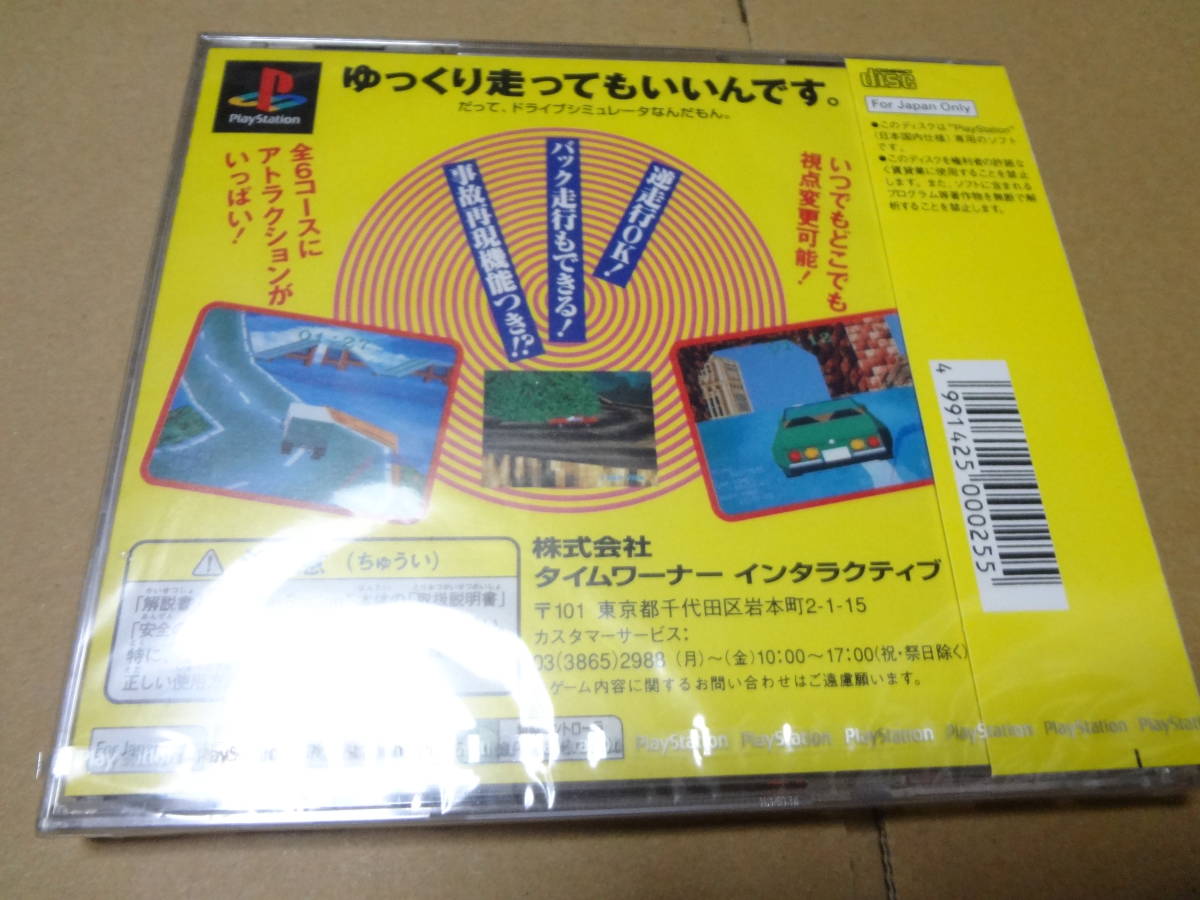 PlayStation
ゆっくり走ってもいいんです。
だって、ドライブシミュレータなんだもん。
全6コースに
アトラクションが
いっぱい！
事故再現機能つき!?
バック走行もできる！
逆走行OK！
いつでもどこでも
視点変更可能！
disc
For Japan Only
●このディスクは"PlayStation"
(日本国内仕様)専用のソフト
です。
●このディスクを権利者の許諾な
く賃貸業に使用することを禁止
します。また、ソフトに含まれる
プログラム等著作物を無断で解
析することを禁止します。
4 991425 000255
(ちゅうい)
「解説書
「取扱説明書」
「安全の
特に、
正しい使用方
株式会社
タイムワーナー インタラクティブ
〒101 東京都千代田区岩本町2-1-15
カスタマーサービス：
03(3865)2988 (月)～(金)10:00～17:00(祝・祭日除く)
ゲーム内容に関するお問い合わせはご遠慮願います。
For Japan
PlayStation PlayStation PlayStation PlayStation PlayStation PlayStation